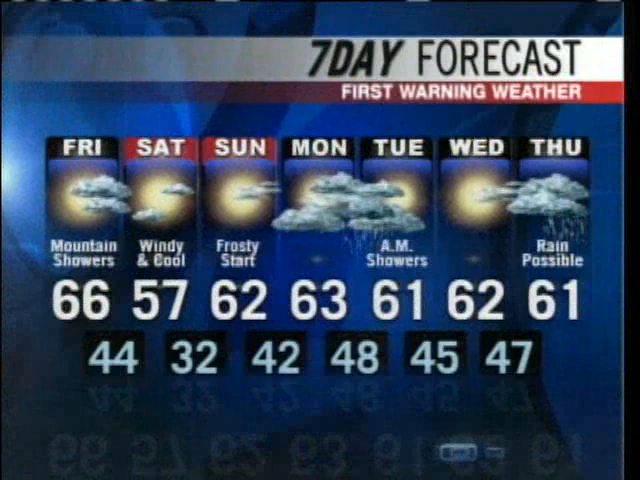 7DAY FORECAST
FIRST WARNING WEATHER
FRI SAT SUN MON TUE WED THU
Mountain Showers Windy & Cool Frosty Start A.M. Showers Rain Possible
66 57 62 63 61 62 61
44 32 42 48 45 47